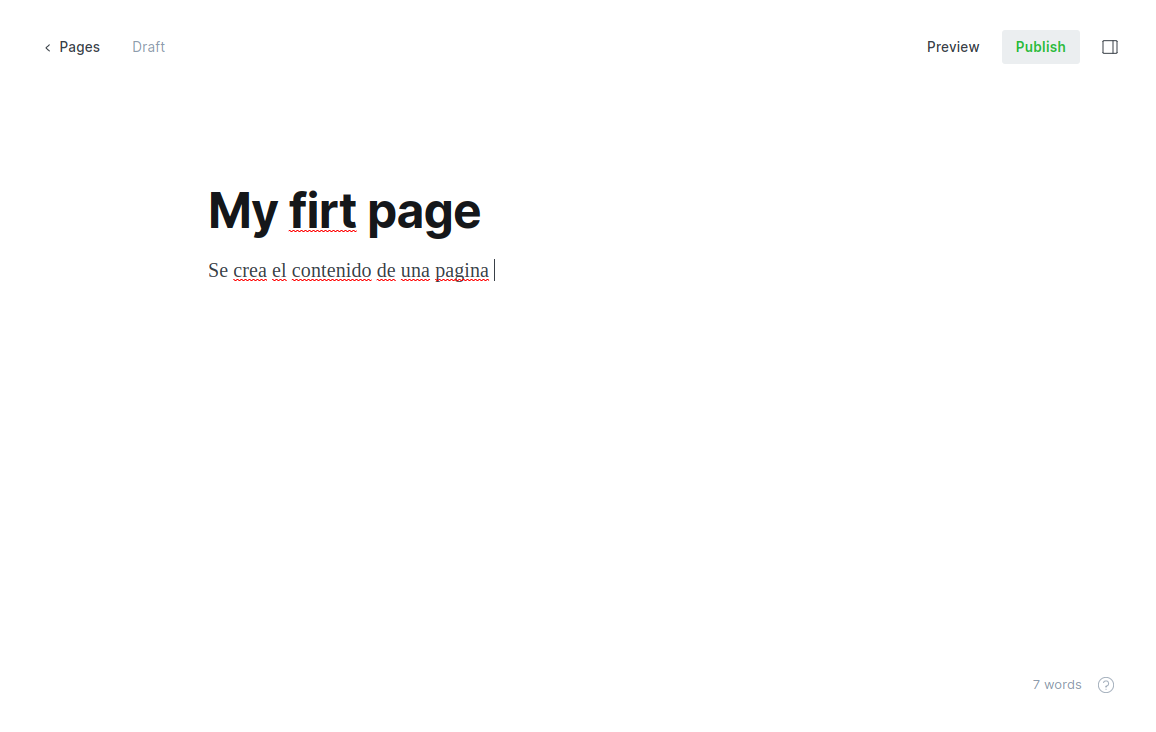 Pages
Draft
Preview
Publish
My firt page
Se crea el contenido de una pagina
7 words
?